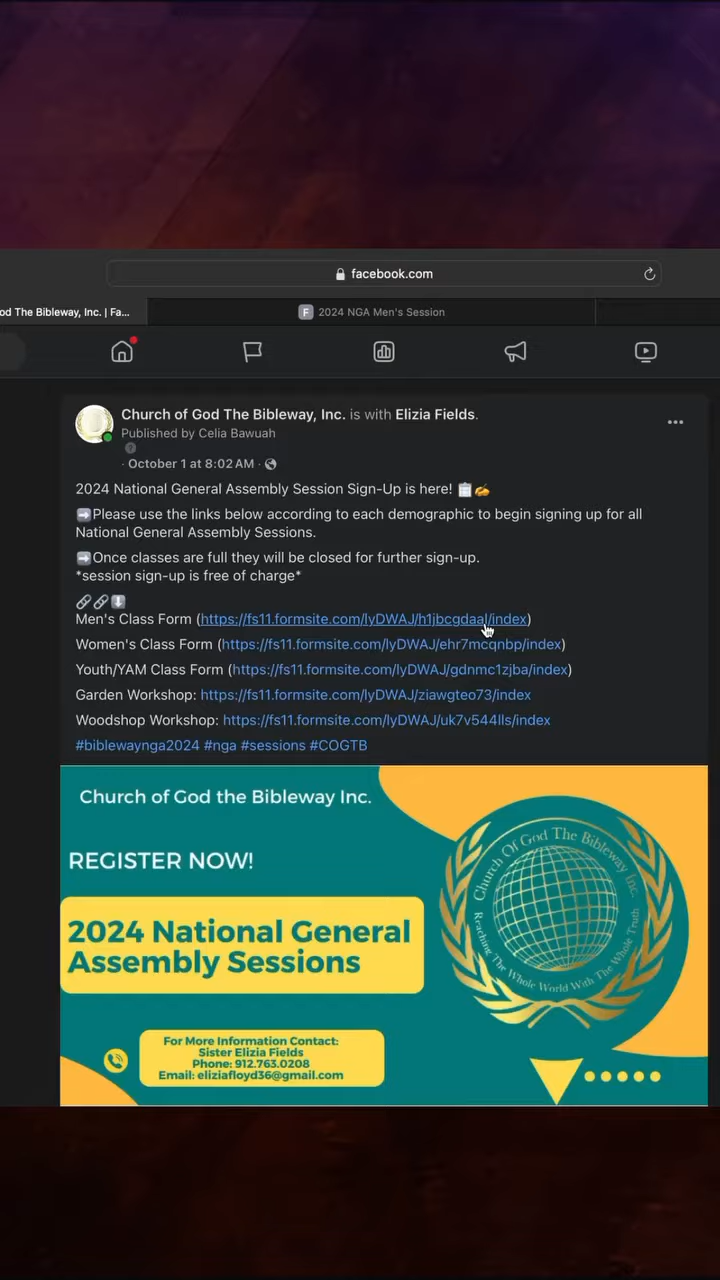 facebook.com
od The Bibleway, Inc. | Fa...
F 2024 NGA Men's Session
Church of God The Bibleway, Inc. is with Elizia Fields.
Published by Celia Bawuah
· October 1 at 8:02 AM ·
2024 National General Assembly Session Sign-Up is here! 📋✍️
➡️Please use the links below according to each demographic to begin signing up for all
National General Assembly Sessions.
➡️Once classes are full they will be closed for further sign-up.
*session sign-up is free of charge*
🔗🔗⬇️
Men's Class Form (https://fs11.formsite.com/lyDWAJ/h1jbcgdaal/index)
Women's Class Form (https://fs11.formsite.com/lyDWAJ/ehr7mcqnbp/index)
Youth/YAM Class Form (https://fs11.formsite.com/lyDWAJ/gdnmc1zjba/index)
Garden Workshop: https://fs11.formsite.com/lyDWAJ/ziawgteo73/index
Woodshop Workshop: https://fs11.formsite.com/lyDWAJ/uk7v544lls/index
#biblewaynga2024 #nga #sessions #COGTB
Church of God the Bibleway Inc.
REGISTER NOW!
2024 National General
Assembly Sessions
For More Information Contact:
Sister Elizia Fields
Phone: 912.763.0208
Email: eliziafloyd36@gmail.com
Church Of God The Bibleway Inc.
Reaching The Whole World With The Whole Truth